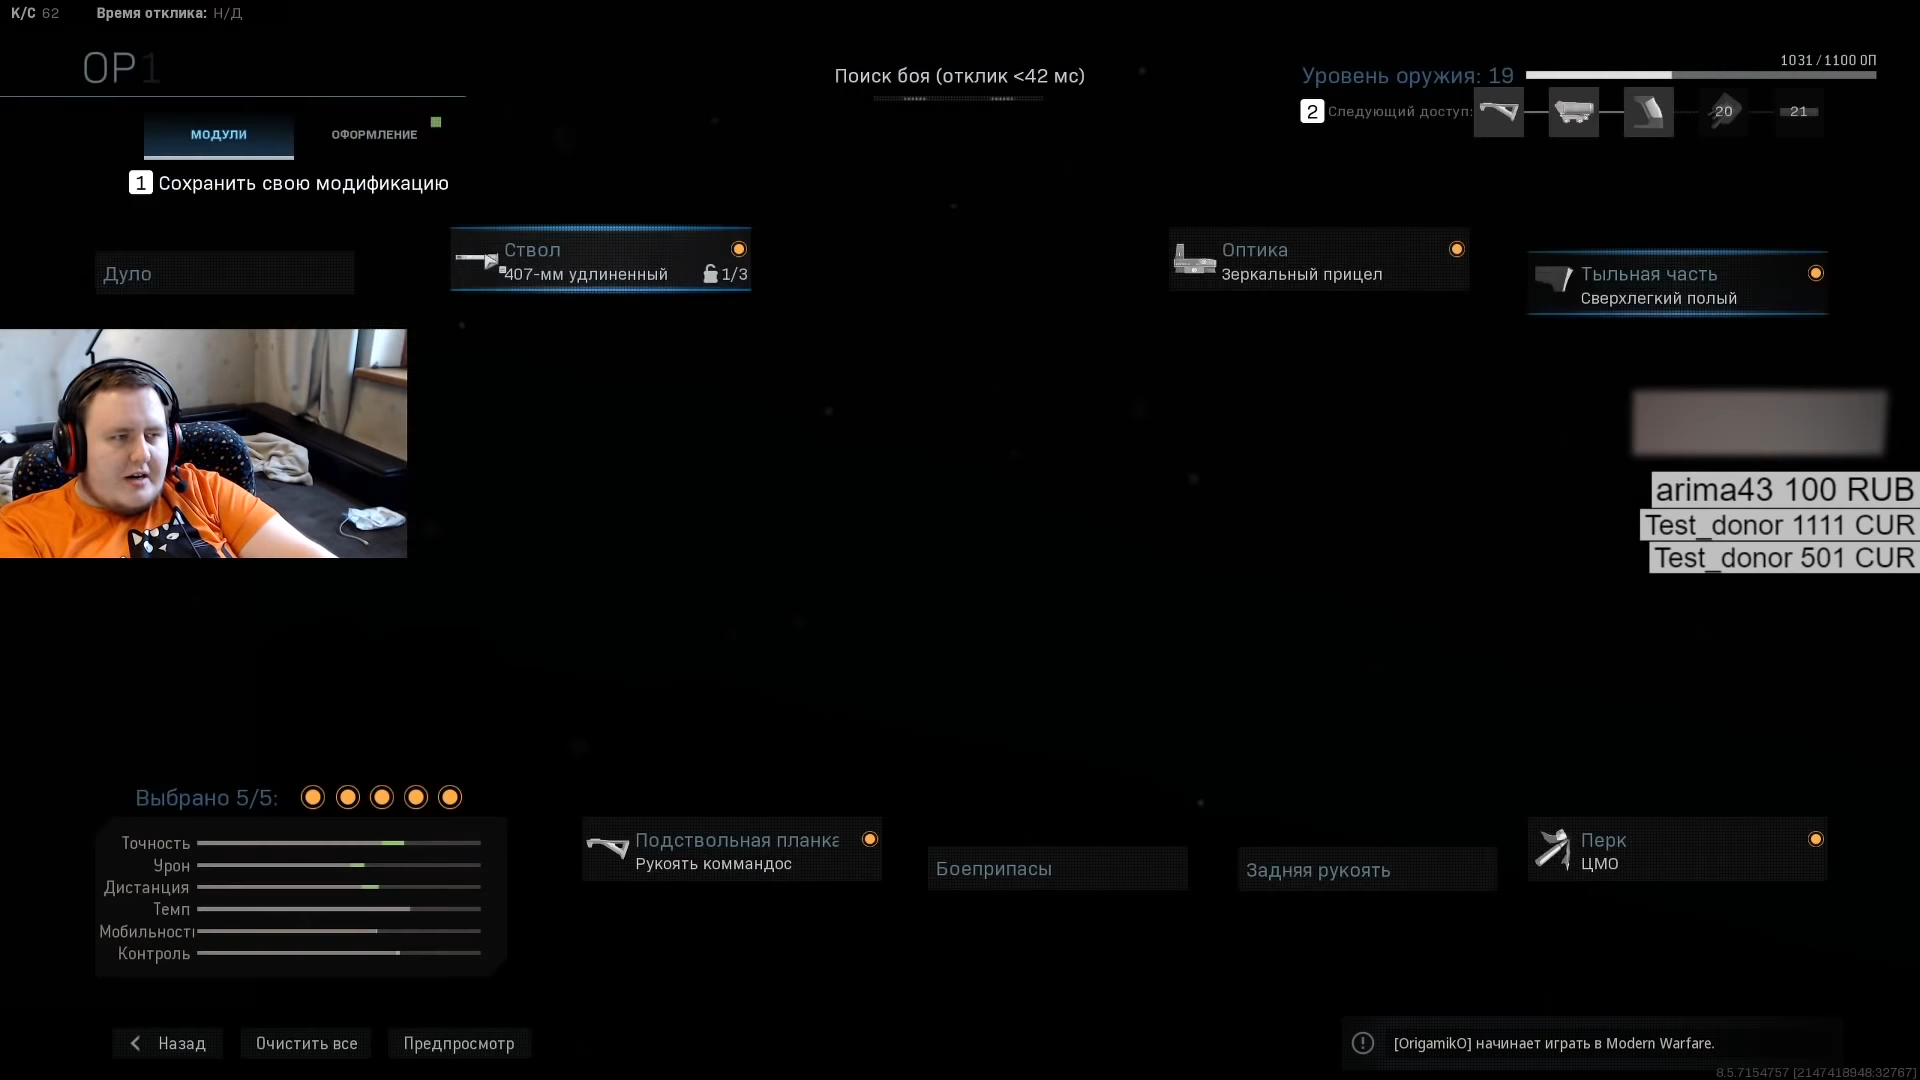 К/С 62
Время отклика: Н/Д
OP1
Поиск боя (отклик <42 мс)
1031 / 1100 ОП
Уровень оружия: 19
2 Следующий доступ:
20
21
МОДУЛИ
ОФОРМЛЕНИЕ
1 Сохранить свою модификацию
Дуло
Ствол
407-мм удлиненный
1/3
Оптика
Зеркальный прицел
Тыльная часть
Сверхлегкий полый
arima43 100 RUB
Test_donor 1111 CUR
Test_donor 501 CUR
Выбрано 5/5:
Точность
Урон
Дистанция
Темп
Мобильность
Контроль
Подствольная планка
Рукоять коммандос
Боеприпасы
Задняя рукоять
Перк
ЦМО
Назад
Очистить все
Предпросмотр
[OrigamikO] начинает играть в Modern Warfare.
8.5.7154757 [2147418948:32767]